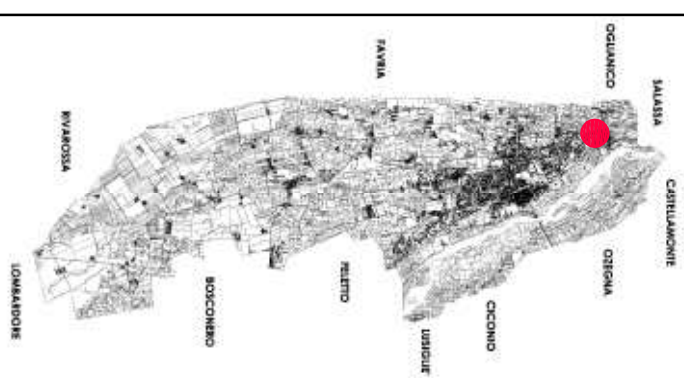 OGLIANICO
SALASSA
FAVRIA
CASTELLAMONTE
RIVAROSSA
OZEGNA
CICONIO
FELETTO
LUSIGLIE'
BOSCONERO
LOMBARDORE